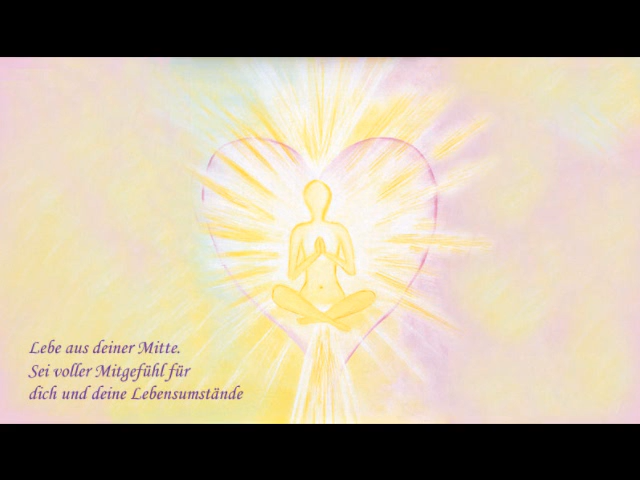 Lebe aus deiner Mitte.
Sei voller Mitgefühl für
dich und deine Lebensumstände